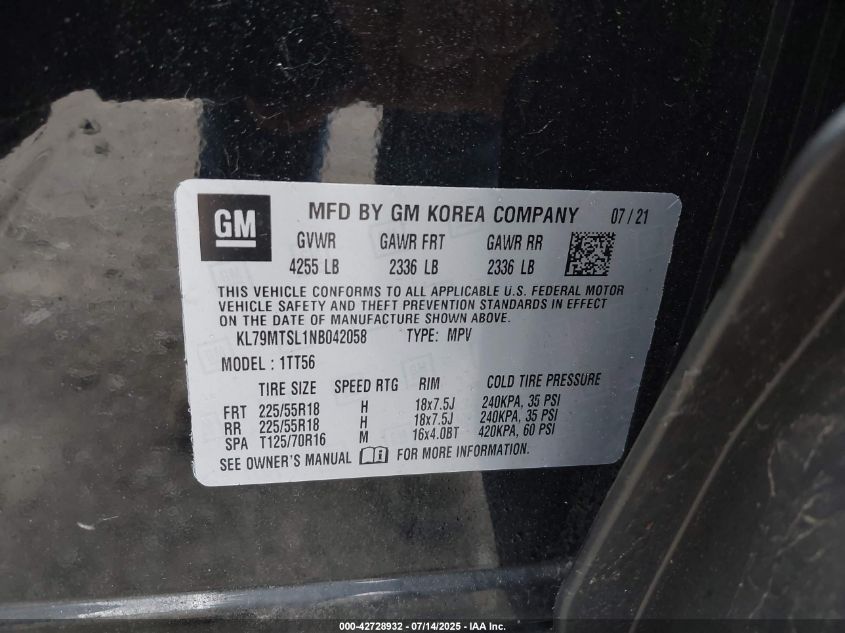 GM MFD BY GM KOREA COMPANY 07/21
GVWR GAWR FRT GAWR RR
4255 LB 2336 LB 2336 LB
THIS VEHICLE CONFORMS TO ALL APPLICABLE U.S. FEDERAL MOTOR
VEHICLE SAFETY AND THEFT PREVENTION STANDARDS IN EFFECT
ON THE DATE OF MANUFACTURE SHOWN ABOVE.
KL79MTSL1NB042058 TYPE: MPV
MODEL : 1TT56
TIRE SIZE SPEED RTG RIM COLD TIRE PRESSURE
FRT 225/55R18 H 18x7.5J 240KPA, 35 PSI
RR 225/55R18 H 18x7.5J 240KPA, 35 PSI
SPA T125/70R16 M 16x4.0BT 420KPA, 60 PSI
SEE OWNER'S MANUAL FOR MORE INFORMATION.
000-42728932 - 07/14/2025 - IAA Inc.